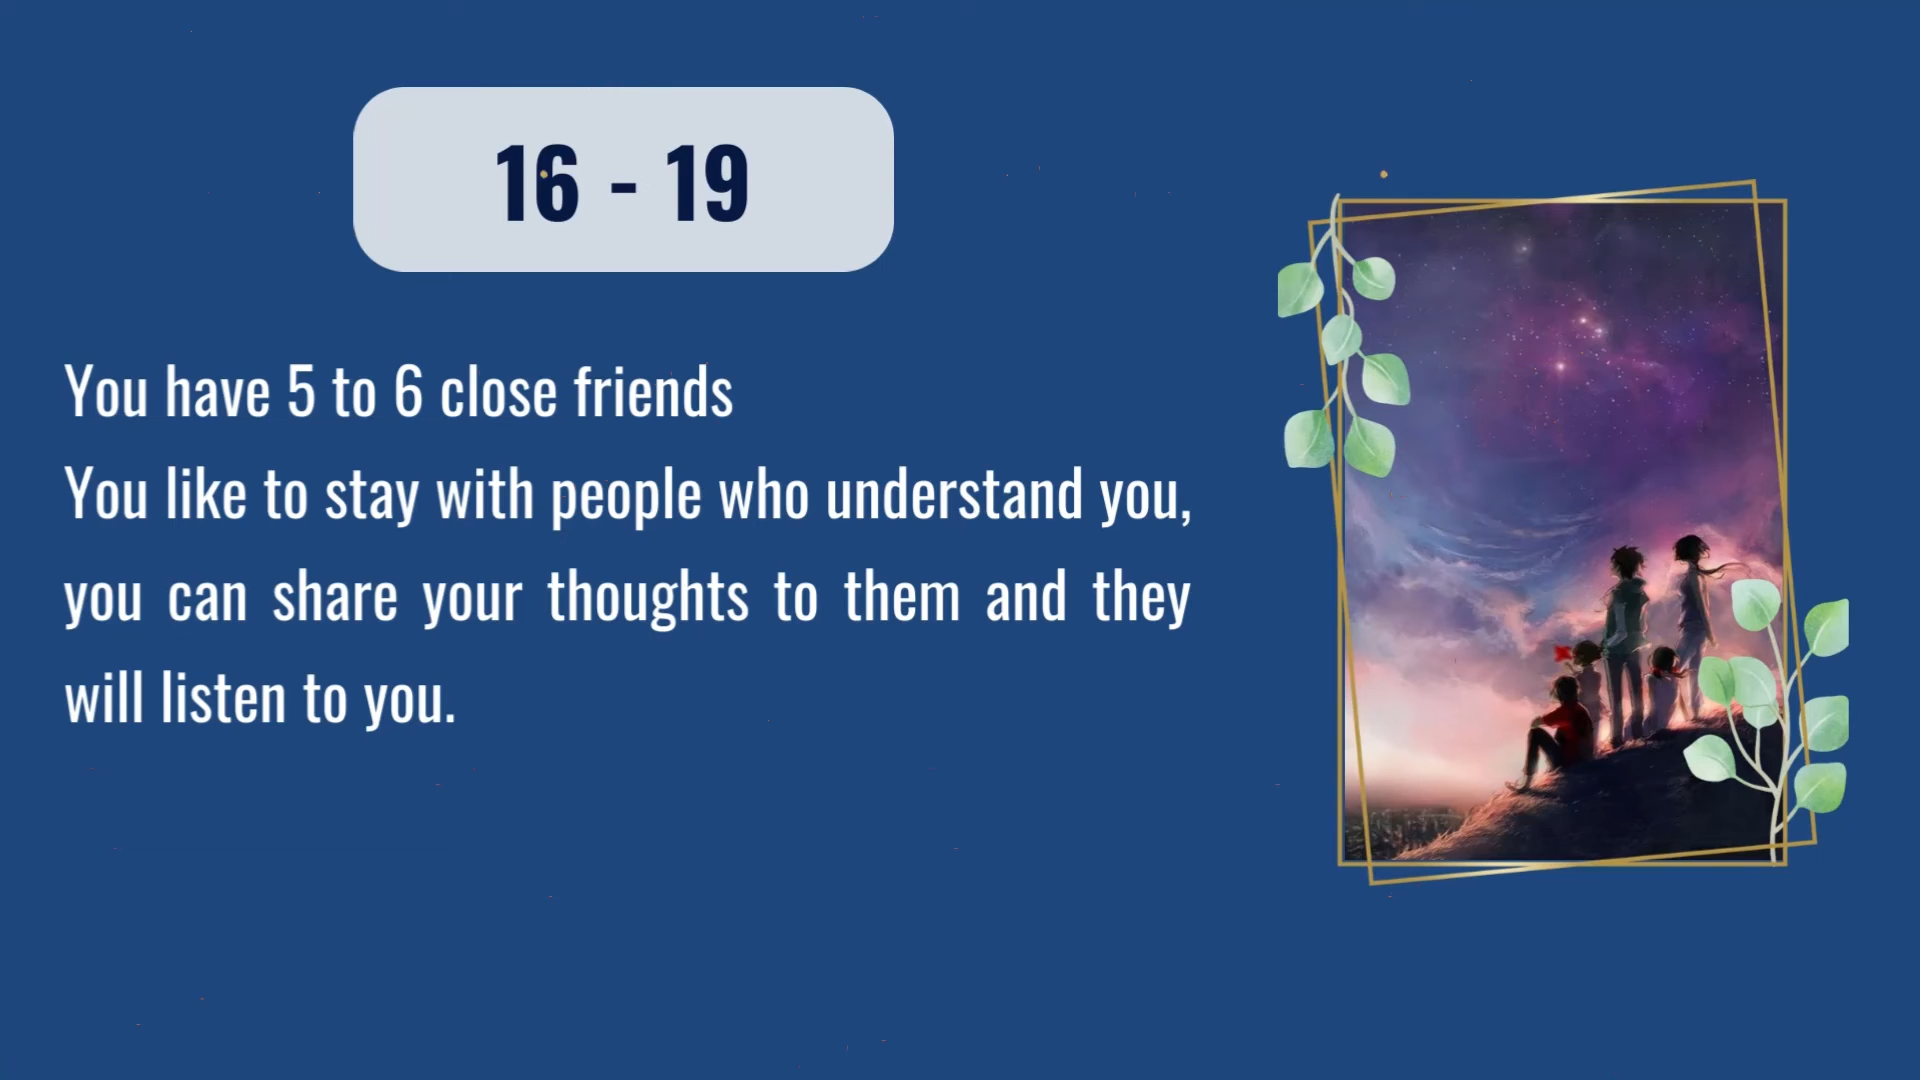 16 - 19
You have 5 to 6 close friends
You like to stay with people who understand you,
you can share your thoughts to them and they
will listen to you.